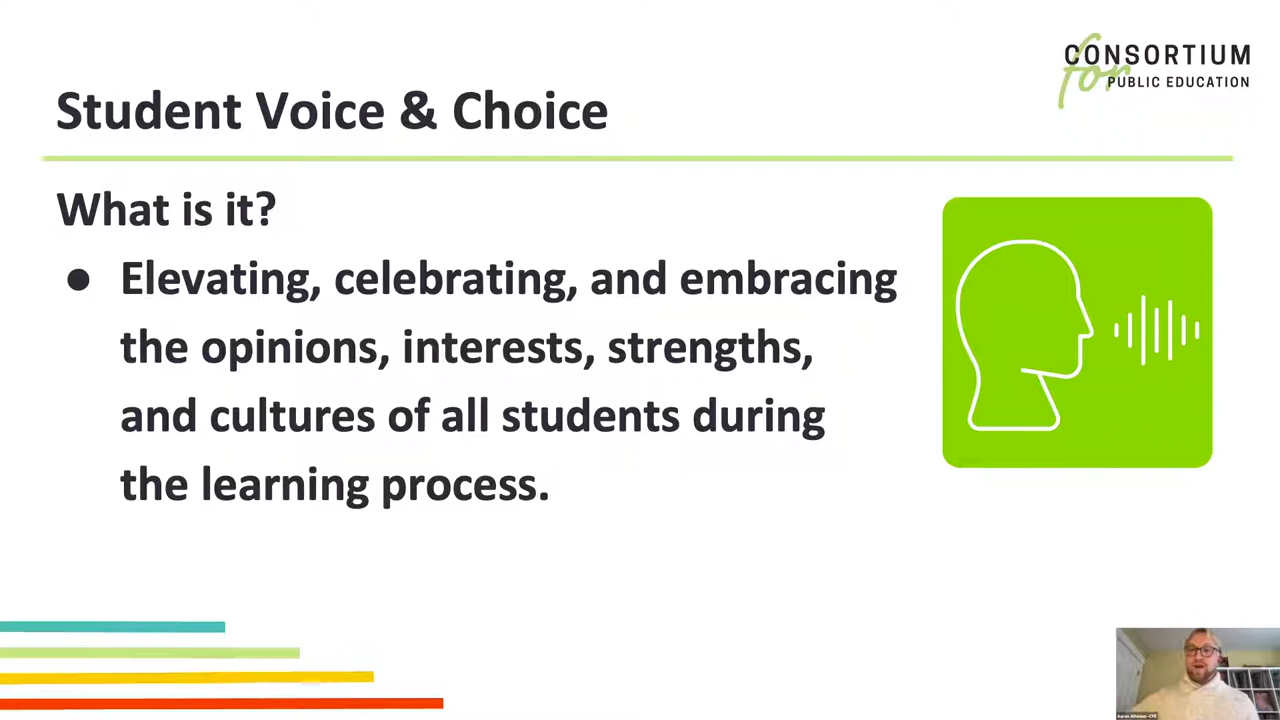 CONSORTIUM
for PUBLIC EDUCATION
Student Voice & Choice
What is it?
● Elevating, celebrating, and embracing
the opinions, interests, strengths,
and cultures of all students during
the learning process.